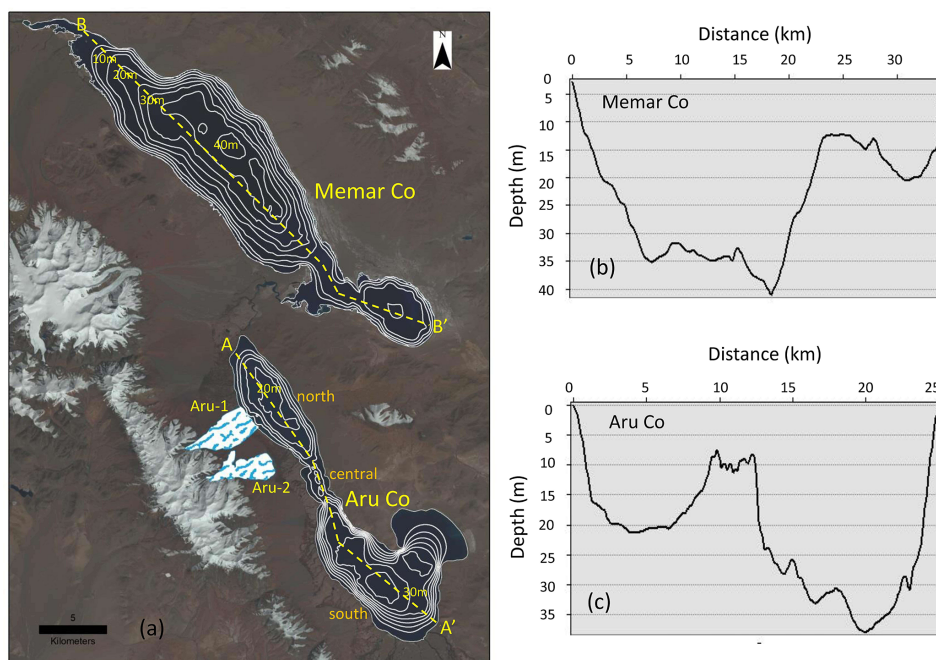 B
N
10m
20m
30m
40m
Memar Co
B'
A
20m
north
Aru-1
central
Aru-2
Aru Co
30m
south
A'
5
Kilometers
(a)
Distance (km)
0 5 10 15 20 25 30
0
5
10
15
20
25
30
35
40
Depth (m)
Memar Co
(b)
Distance (km)
0 5 10 15 20 25
0
5
10
15
20
25
30
35
Depth (m)
Aru Co
(c)